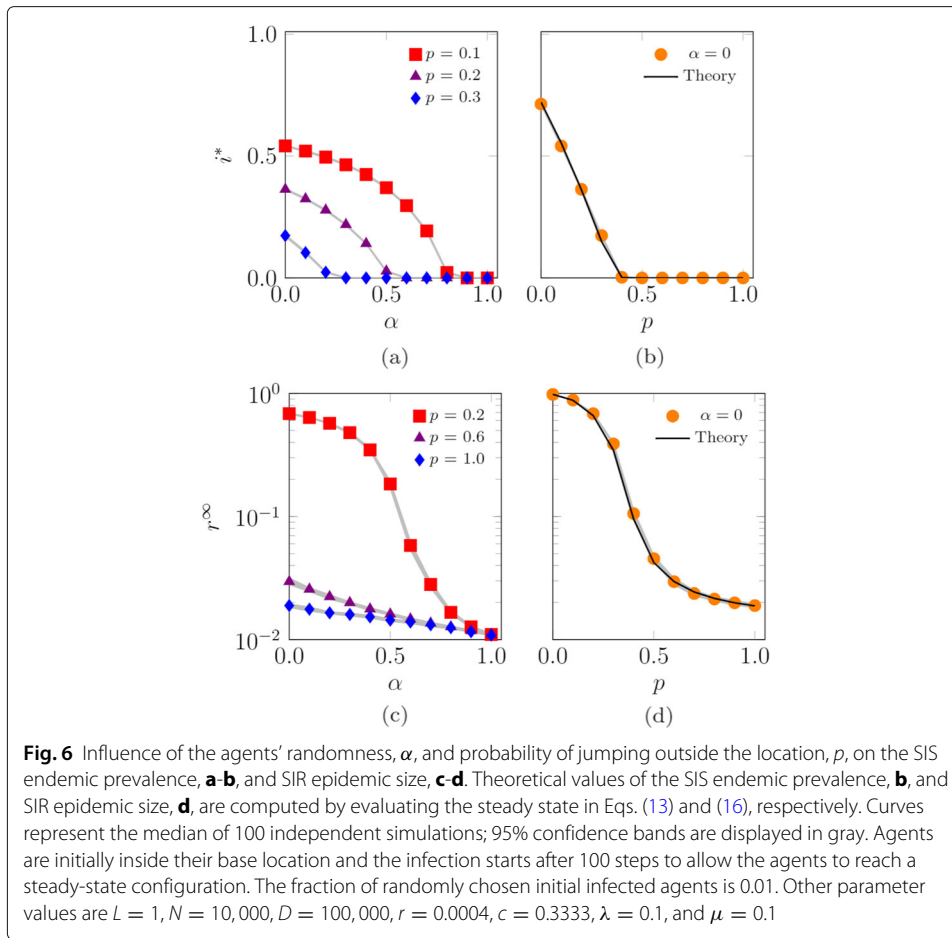 1.0
0.5
0.0
i*
p = 0.1
p = 0.2
p = 0.3
0.0 0.5 1.0
α
(a)
α = 0
Theory
0.0 0.5 1.0
p
(b)
10^0
10^−1
10^−2
r^∞
p = 0.2
p = 0.6
p = 1.0
0.0 0.5 1.0
α
(c)
α = 0
Theory
0.0 0.5 1.0
p
(d)
Fig. 6 Influence of the agents' randomness, α, and probability of jumping outside the location, p, on the SIS
endemic prevalence, a-b, and SIR epidemic size, c-d. Theoretical values of the SIS endemic prevalence, b, and
SIR epidemic size, d, are computed by evaluating the steady state in Eqs. (13) and (16), respectively. Curves
represent the median of 100 independent simulations; 95% confidence bands are displayed in gray. Agents
are initially inside their base location and the infection starts after 100 steps to allow the agents to reach a
steady-state configuration. The fraction of randomly chosen initial infected agents is 0.01. Other parameter
values are L = 1, N = 10, 000, D = 100, 000, r = 0.0004, c = 0.3333, λ = 0.1, and μ = 0.1